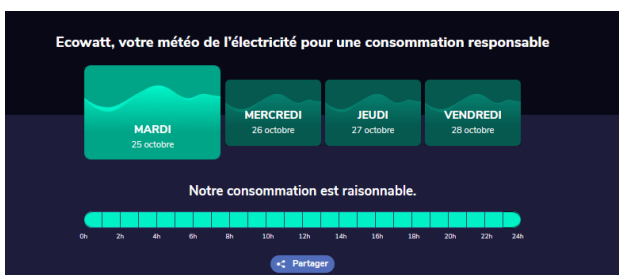 Ecowatt, votre météo de l'électricité pour une consommation responsable
MARDI
25 octobre
MERCREDI
26 octobre
JEUDI
27 octobre
VENDREDI
28 octobre
Notre consommation est raisonnable.
0h 2h 4h 6h 8h 10h 12h 14h 16h 18h 20h 22h 24h
Partager